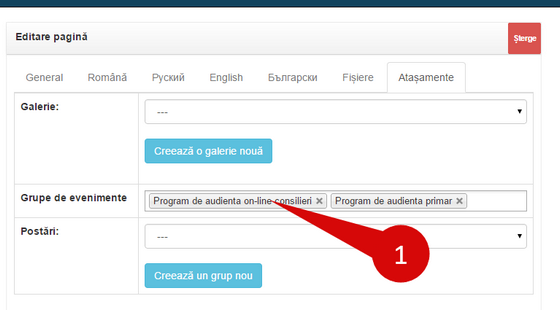 Editare pagină
Șterge
General Română Русский English Български Fișiere Atașamente
Galerie:
---
Creează o galerie nouă
Grupe de evenimente
Program de audienta on-line consilieri × Program de audienta primar ×
Postări:
---
1
Creează un grup nou